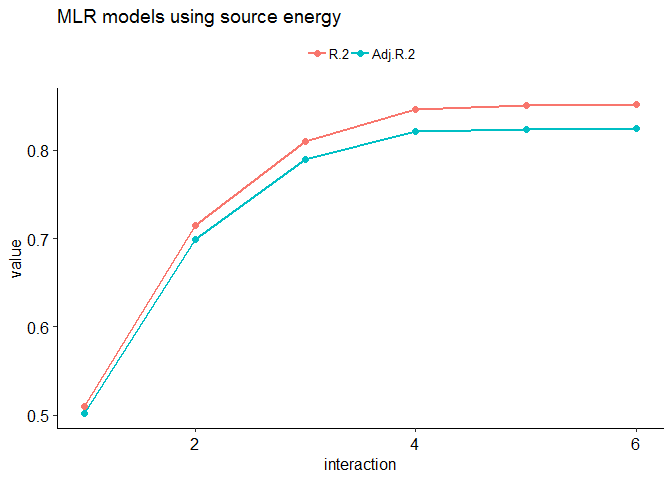 MLR models using source energy
R.2 Adj.R.2
0.8
0.7
0.6
0.5
value
2 4 6
interaction